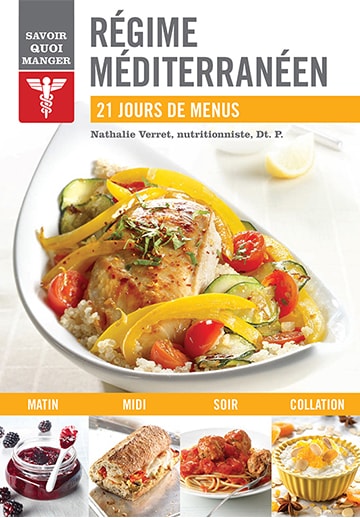 SAVOIR
QUOI
MANGER
RÉGIME
MÉDITERRANÉEN
21 JOURS DE MENUS
Nathalie Verret, nutritionniste, Dt. P.
MATIN MIDI SOIR COLLATION